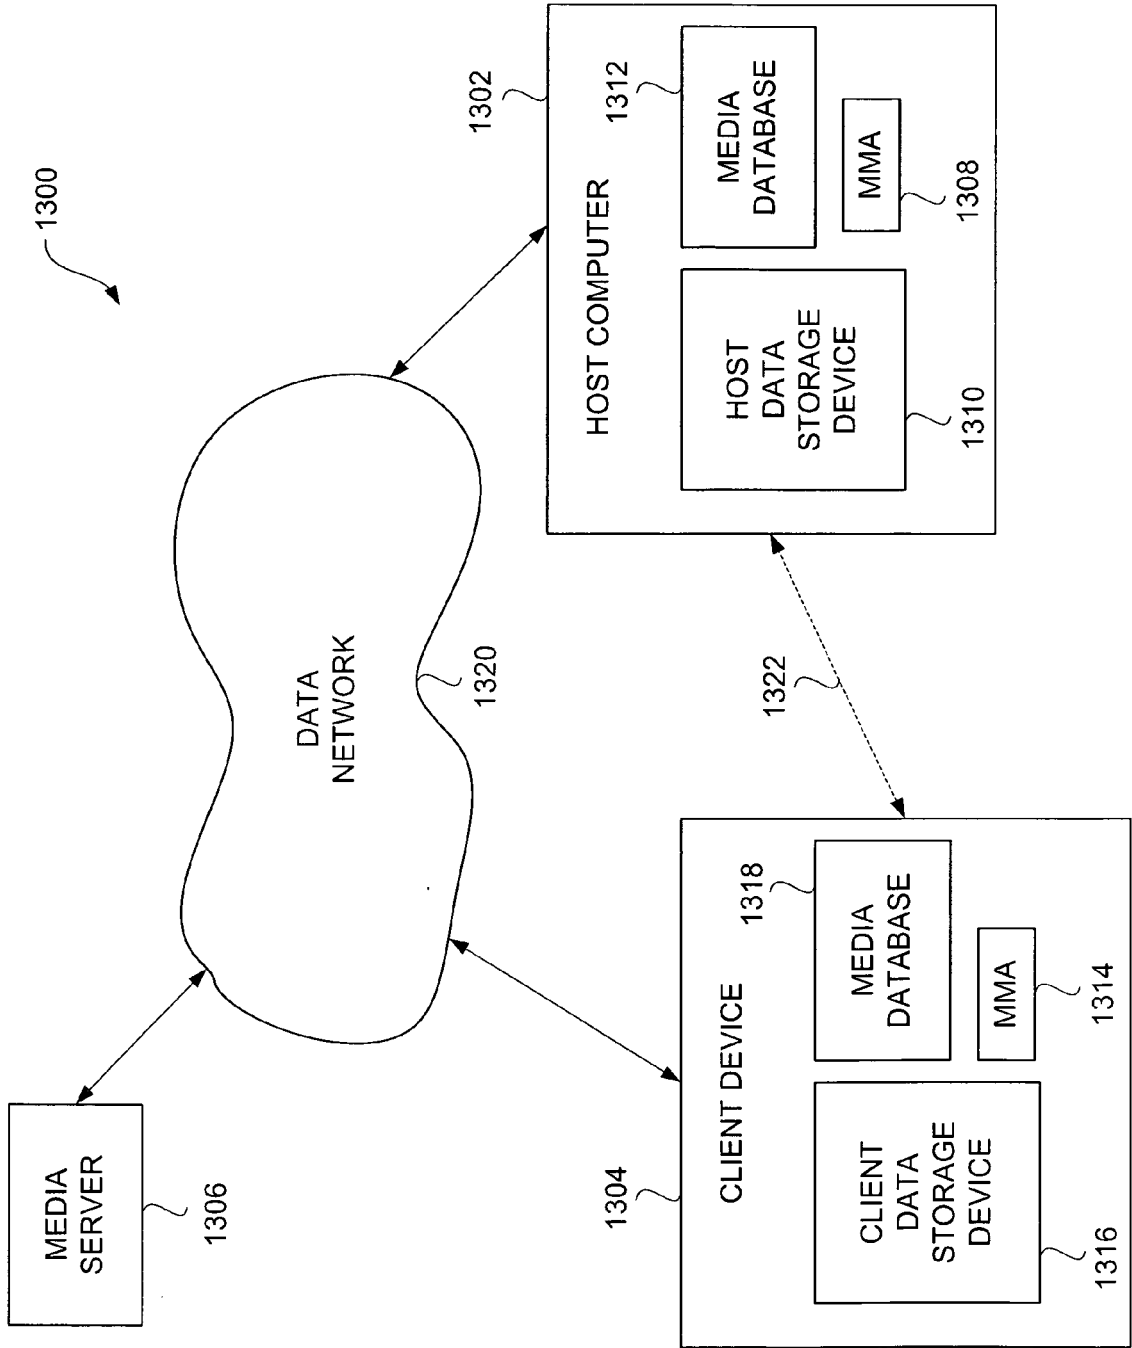 1300
MEDIA
SERVER
1306
DATA
NETWORK
1320
1302
HOST COMPUTER
HOST
DATA
STORAGE
DEVICE
1310
MEDIA
DATABASE
1312
MMA
1308
1322
1304
CLIENT DEVICE
CLIENT
DATA
STORAGE
DEVICE
1316
MEDIA
DATABASE
1318
MMA
1314